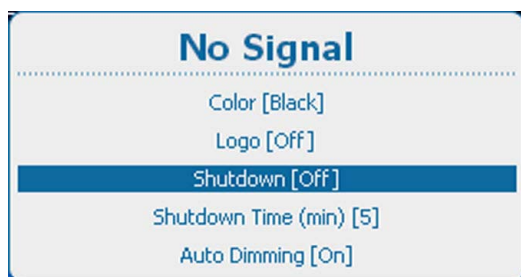 No Signal
Color [Black]
Logo [Off]
Shutdown [Off]
Shutdown Time (min) [5]
Auto Dimming [On]